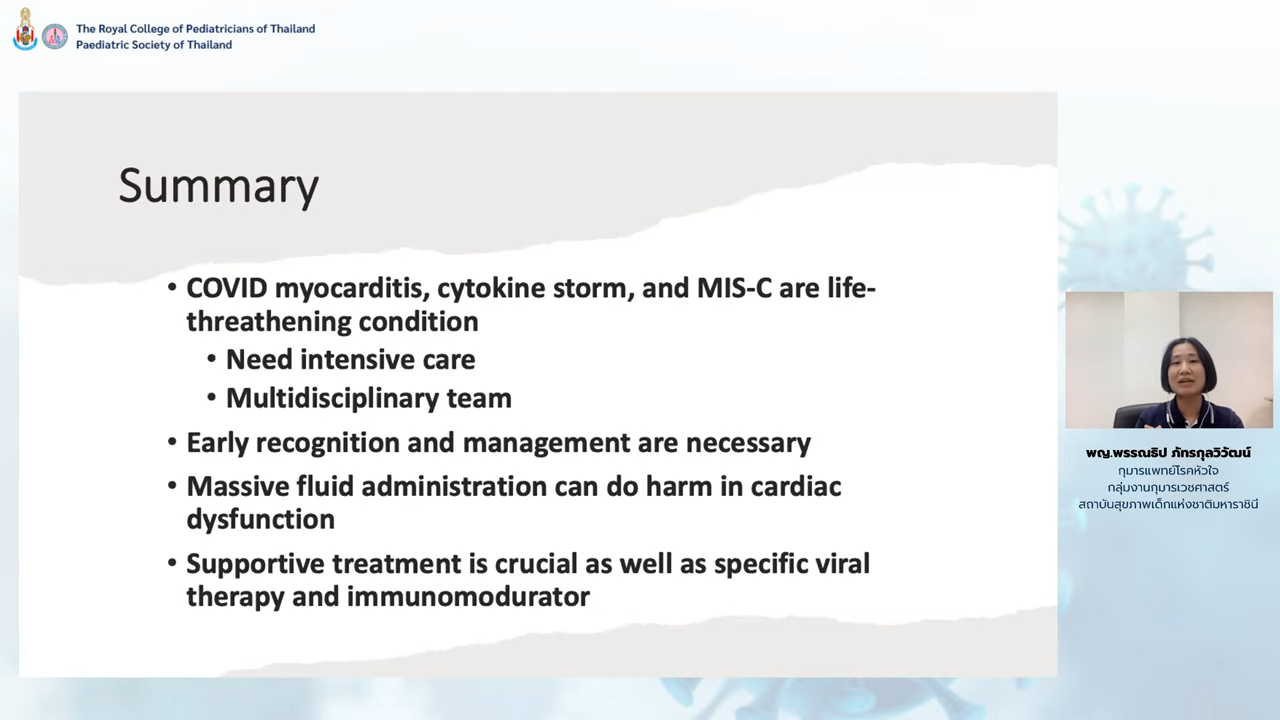 The Royal College of Pediatricians of Thailand
Paediatric Society of Thailand
Summary
• COVID myocarditis, cytokine storm, and MIS-C are life-
threathening condition
• Need intensive care
• Multidisciplinary team
• Early recognition and management are necessary
• Massive fluid administration can do harm in cardiac
dysfunction
• Supportive treatment is crucial as well as specific viral
therapy and immunomodurator
พญ.พรรณธิป ภัทรกุลวิวัฒน์
กุมารแพทย์โรคหัวใจ
กลุ่มงานกุมารเวชศาสตร์
สถาบันสุขภาพเด็กแห่งชาติมหาราชินี